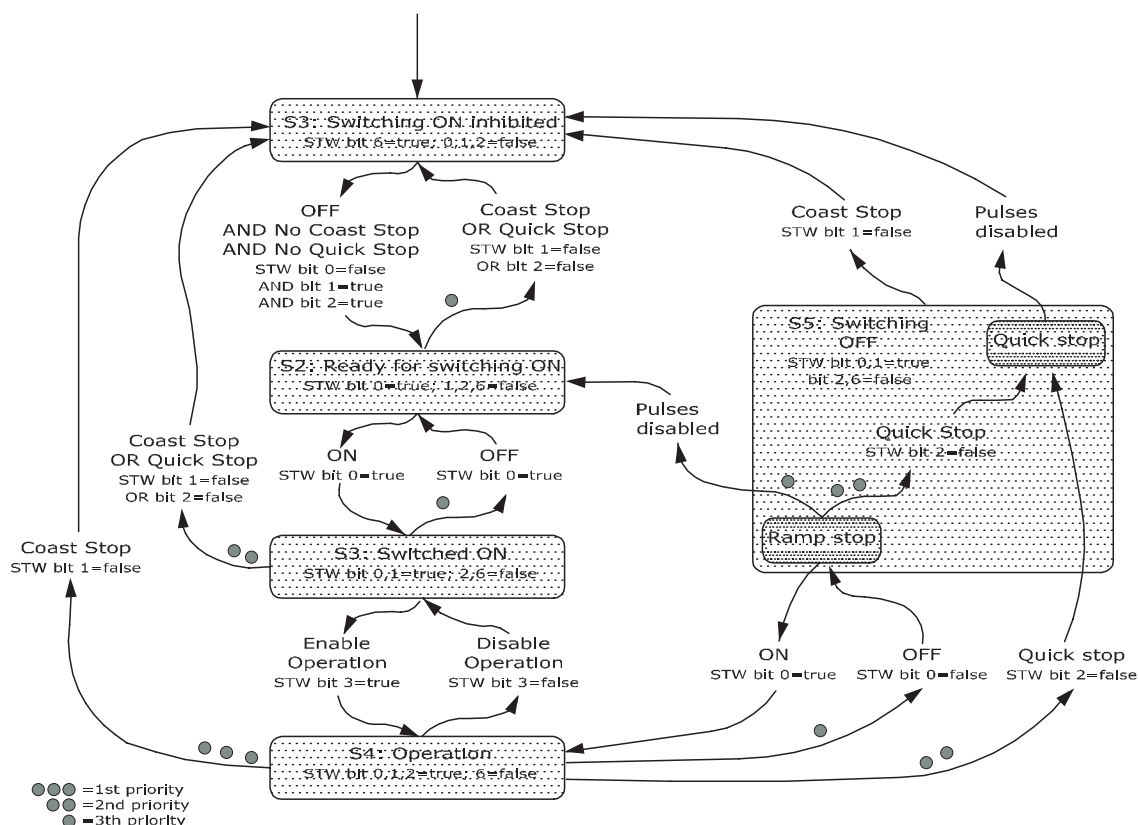 S3: Switching ON inhibited
STW bit 6=true; 0,1,2=false
OFF
AND No Coast Stop
AND No Quick Stop
STW bit 0=false
AND bit 1=true
AND bit 2=true
Coast Stop
OR Quick Stop
STW bit 1=false
OR bit 2=false
Coast Stop
STW bit 1=false
Pulses
disabled
S5: Switching
OFF
STW bit 0,1=true
bit 2,6=false
Quick stop
S2: Ready for switching ON
STW bit 0=true; 1,2,6=false
Pulses
disabled
Quick Stop
STW bit 2=false
Coast Stop
OR Quick Stop
STW bit 1=false
OR bit 2=false
ON
STW bit 0=true
OFF
STW bit 0=true
Ramp stop
S3: Switched ON
STW bit 0,1=true; 2,6=false
Coast Stop
STW bit 1=false
Enable
Operation
STW bit 3=true
Disable
Operation
STW bit 3=false
ON
STW bit 0=true
OFF
STW bit 0=false
Quick stop
STW bit 2=false
S4: Operation
STW bit 0,1,2=true; 6=false
=1st priority
=2nd priority
=3th priority